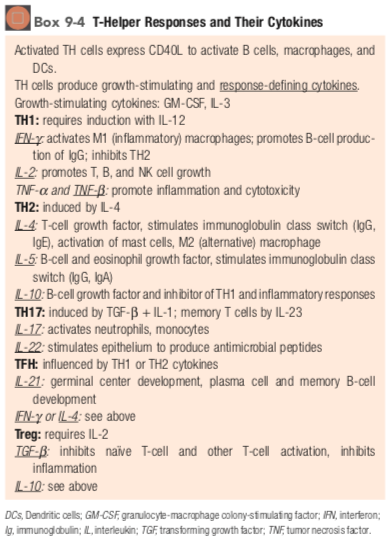 Box 9-4 T-Helper Responses and Their Cytokines
Activated TH cells express CD40L to activate B cells, macrophages, and
DCs.
TH cells produce growth-stimulating and response-defining cytokines.
Growth-stimulating cytokines: GM-CSF, IL-3
TH1: requires induction with IL-12
IFN-γ: activates M1 (inflammatory) macrophages; promotes B-cell produc-
tion of IgG; inhibits TH2
IL-2: promotes T, B, and NK cell growth
TNF-α and TNF-β: promote inflammation and cytotoxicity
TH2: induced by IL-4
IL-4: T-cell growth factor, stimulates immunoglobulin class switch (IgG,
IgE), activation of mast cells, M2 (alternative) macrophage
IL-5: B-cell and eosinophil growth factor, stimulates immunoglobulin class
switch (IgG, IgA)
IL-10: B-cell growth factor and inhibitor of TH1 and inflammatory responses
TH17: induced by TGF-β + IL-1; memory T cells by IL-23
IL-17: activates neutrophils, monocytes
IL-22: stimulates epithelium to produce antimicrobial peptides
TFH: influenced by TH1 or TH2 cytokines
IL-21: germinal center development, plasma cell and memory B-cell
development
IFN-γ or IL-4: see above
Treg: requires IL-2
TGF-β: inhibits naïve T-cell and other T-cell activation, inhibits
inflammation
IL-10: see above
DCs, Dendritic cells; GM-CSF, granulocyte-macrophage colony-stimulating factor; IFN, interferon;
Ig, immunoglobulin; IL, interleukin; TGF, transforming growth factor; TNF, tumor necrosis factor.